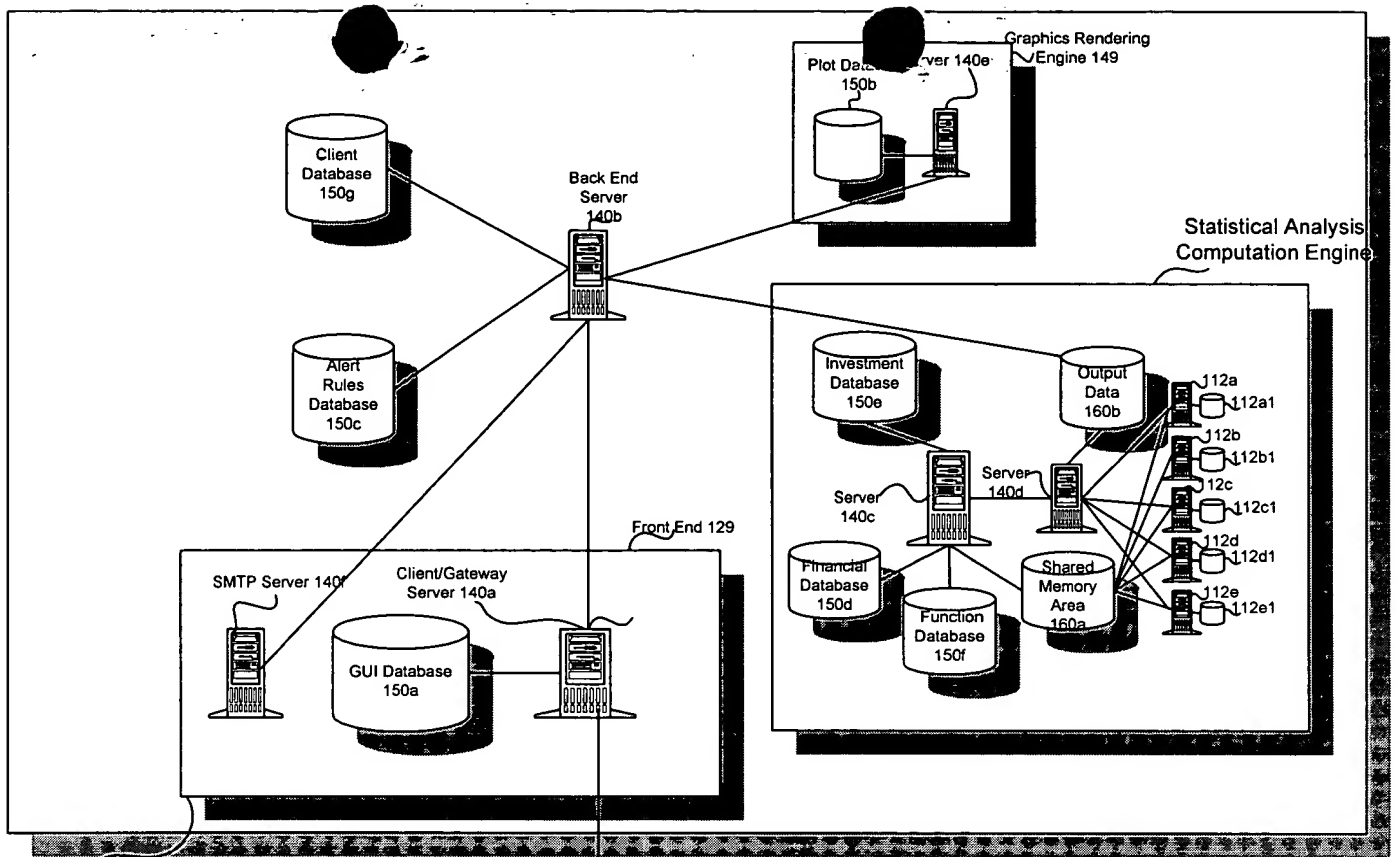 Graphics Rendering
Engine 149
Plot Data
150b
rver 140e
Client
Database
150g
Back End
Server
140b
Statistical Analysis
Computation Engine
Alert
Rules
Database
150c
Investment
Database
150e
Output
Data
160b
112a
112a1
112b
112b1
12c
112c1
112d
112d1
112e
112e1
Server
140c
Server
140d
Financial
Database
150d
Function
Database
150f
Shared
Memory
Area
160a
Front End 129
SMTP Server 140f
Client/Gateway
Server 140a
GUI Database
150a